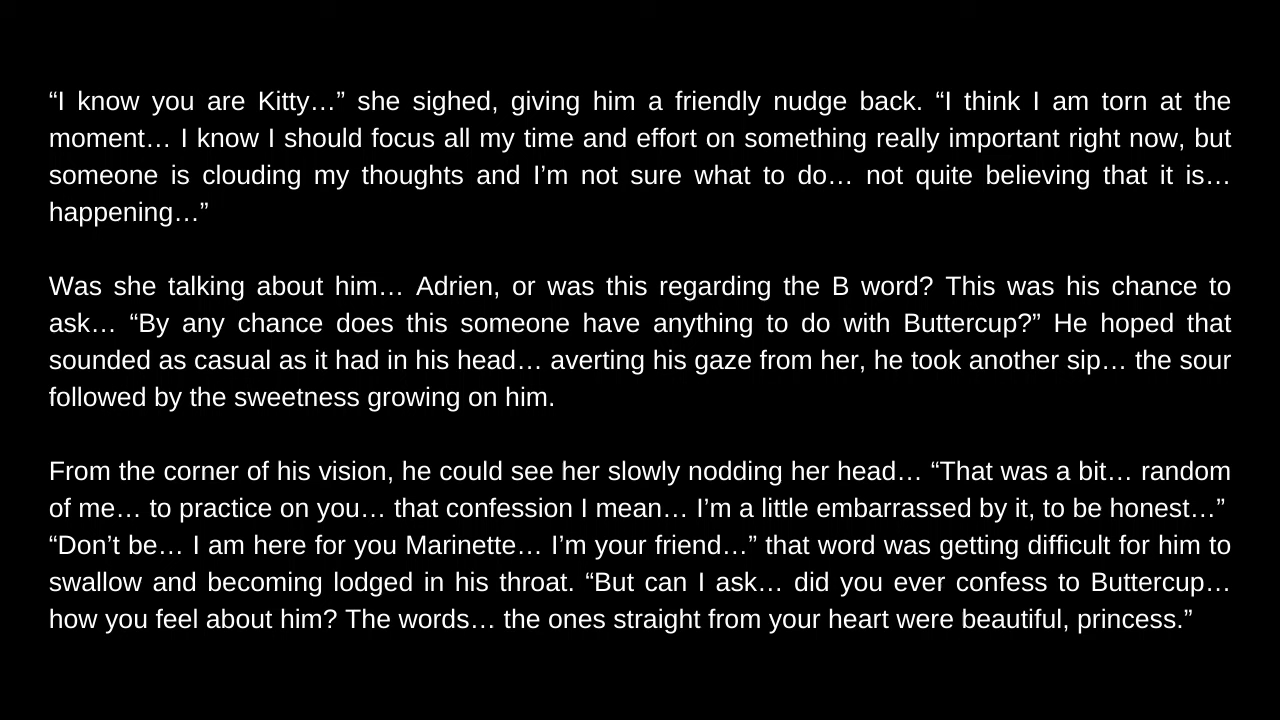 “I know you are Kitty…” she sighed, giving him a friendly nudge back. “I think I am torn at the
moment… I know I should focus all my time and effort on something really important right now, but
someone is clouding my thoughts and I’m not sure what to do… not quite believing that it is…
happening…”
Was she talking about him… Adrien, or was this regarding the B word? This was his chance to
ask… “By any chance does this someone have anything to do with Buttercup?” He hoped that
sounded as casual as it had in his head… averting his gaze from her, he took another sip… the sour
followed by the sweetness growing on him.
From the corner of his vision, he could see her slowly nodding her head… “That was a bit… random
of me… to practice on you… that confession I mean… I’m a little embarrassed by it, to be honest…”
“Don’t be… I am here for you Marinette… I’m your friend…” that word was getting difficult for him to
swallow and becoming lodged in his throat. “But can I ask… did you ever confess to Buttercup…
how you feel about him? The words… the ones straight from your heart were beautiful, princess.”